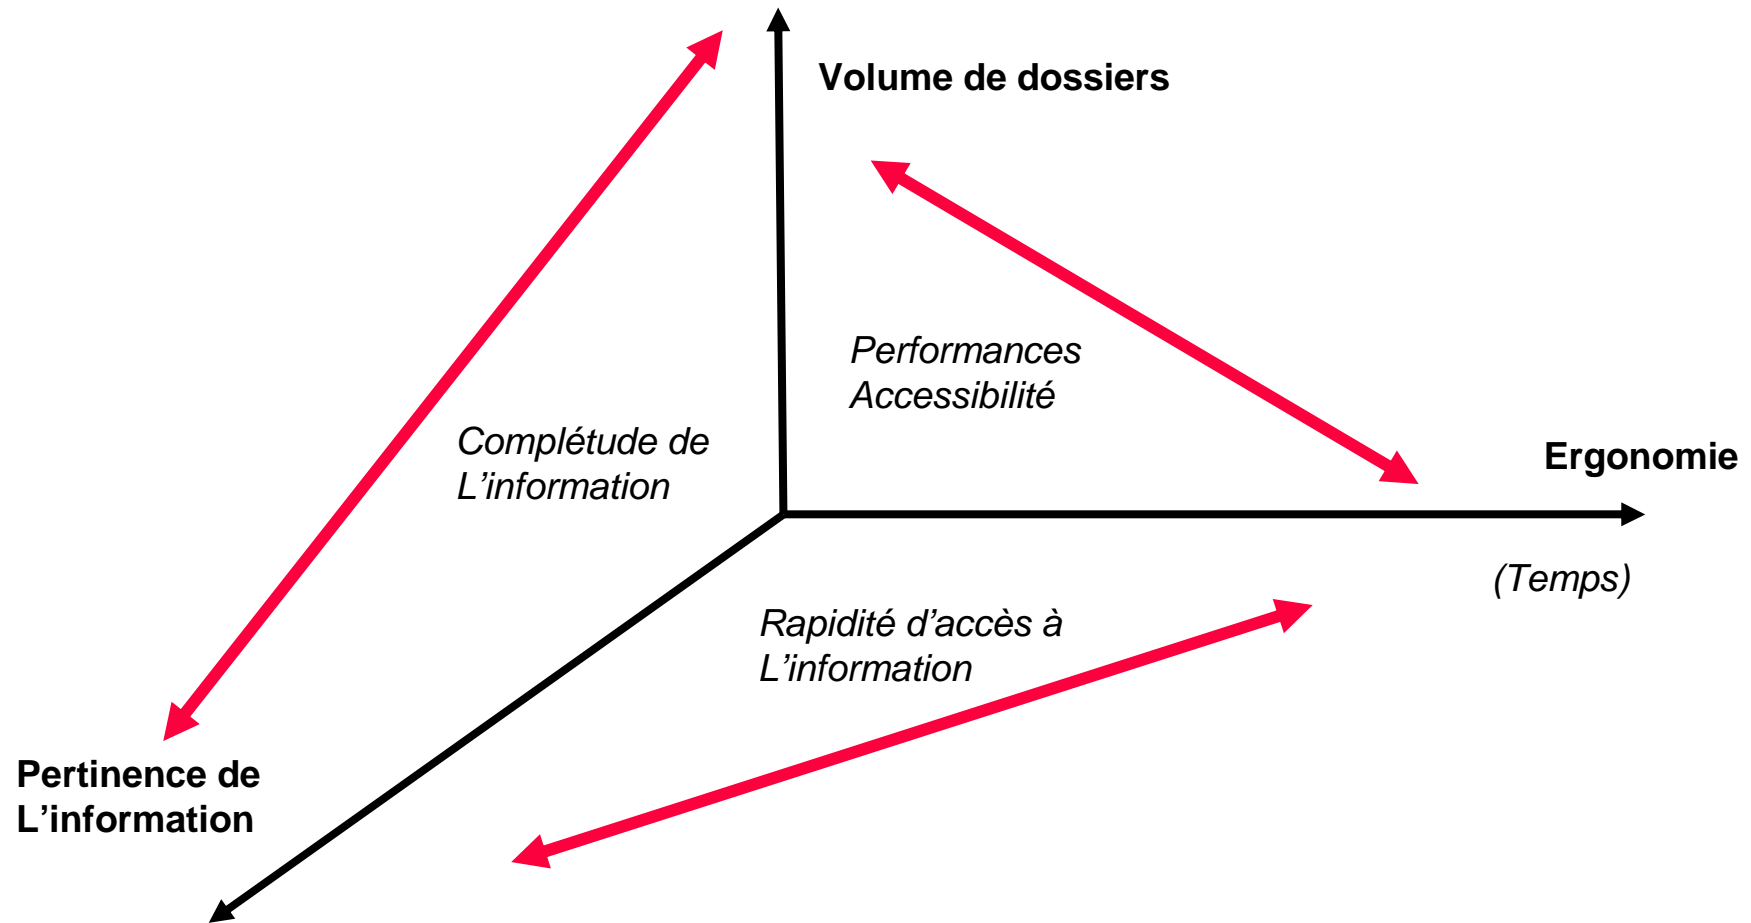 Volume de dossiers
Performances
Accessibilité
Complétude de
L’information
Ergonomie
(Temps)
Rapidité d’accès à
L’information
Pertinence de
L’information